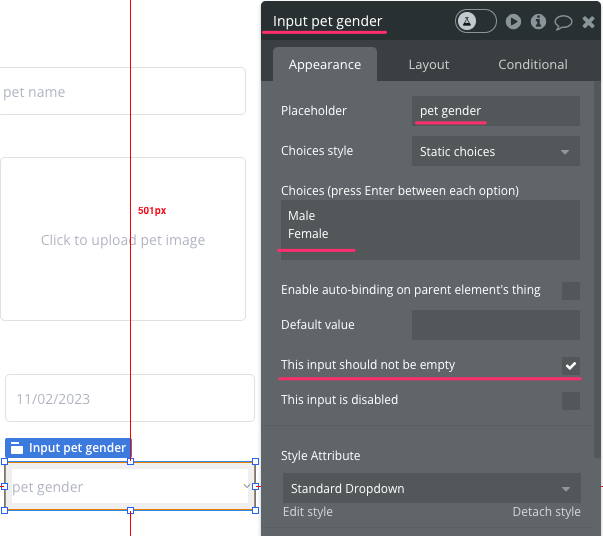 pet name
501px
Click to upload pet image
11/02/2023
Input pet gender
pet gender
Input pet gender
Appearance
Layout
Conditional
Placeholder
pet gender
Choices style
Static choices
Choices (press Enter between each option)
Male
Female
Enable auto-binding on parent element's thing
Default value
This input should not be empty
This input is disabled
Style Attribute
Standard Dropdown
Edit style
Detach style